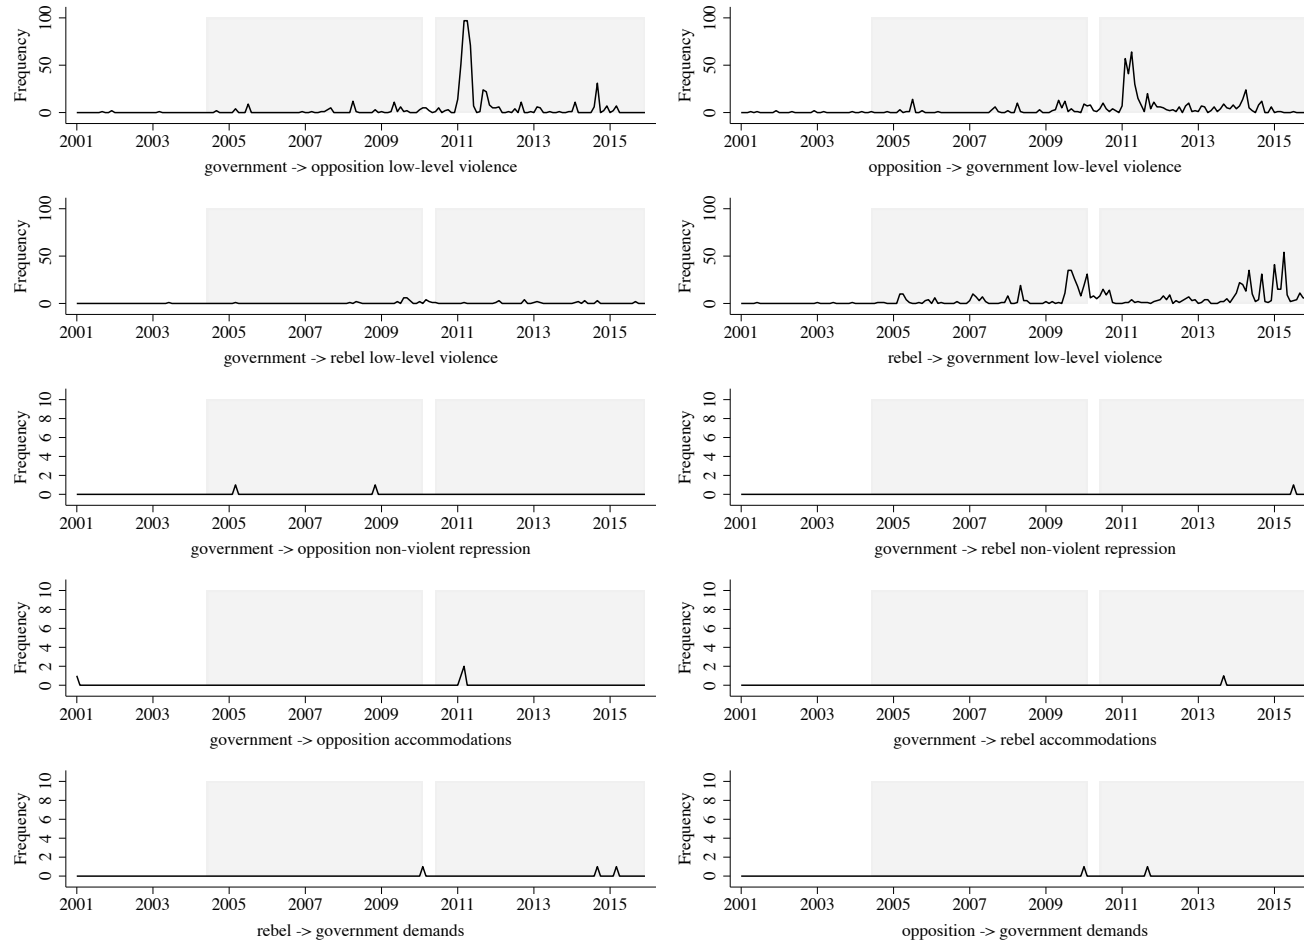 Frequency
0 50 100
2001 2003 2005 2007 2009 2011 2013 2015
government -> opposition low-level violence
Frequency
0 50 100
2001 2003 2005 2007 2009 2011 2013 2015
opposition -> government low-level violence
Frequency
0 50 100
2001 2003 2005 2007 2009 2011 2013 2015
government -> rebel low-level violence
Frequency
0 50 100
2001 2003 2005 2007 2009 2011 2013 2015
rebel -> government low-level violence
Frequency
0 2 4 6 8 10
2001 2003 2005 2007 2009 2011 2013 2015
government -> opposition non-violent repression
Frequency
0 2 4 6 8 10
2001 2003 2005 2007 2009 2011 2013 2015
government -> rebel non-violent repression
Frequency
0 2 4 6 8 10
2001 2003 2005 2007 2009 2011 2013 2015
government -> opposition accommodations
Frequency
0 2 4 6 8 10
2001 2003 2005 2007 2009 2011 2013 2015
government -> rebel accommodations
Frequency
0 2 4 6 8 10
2001 2003 2005 2007 2009 2011 2013 2015
rebel -> government demands
Frequency
0 2 4 6 8 10
2001 2003 2005 2007 2009 2011 2013 2015
opposition -> government demands